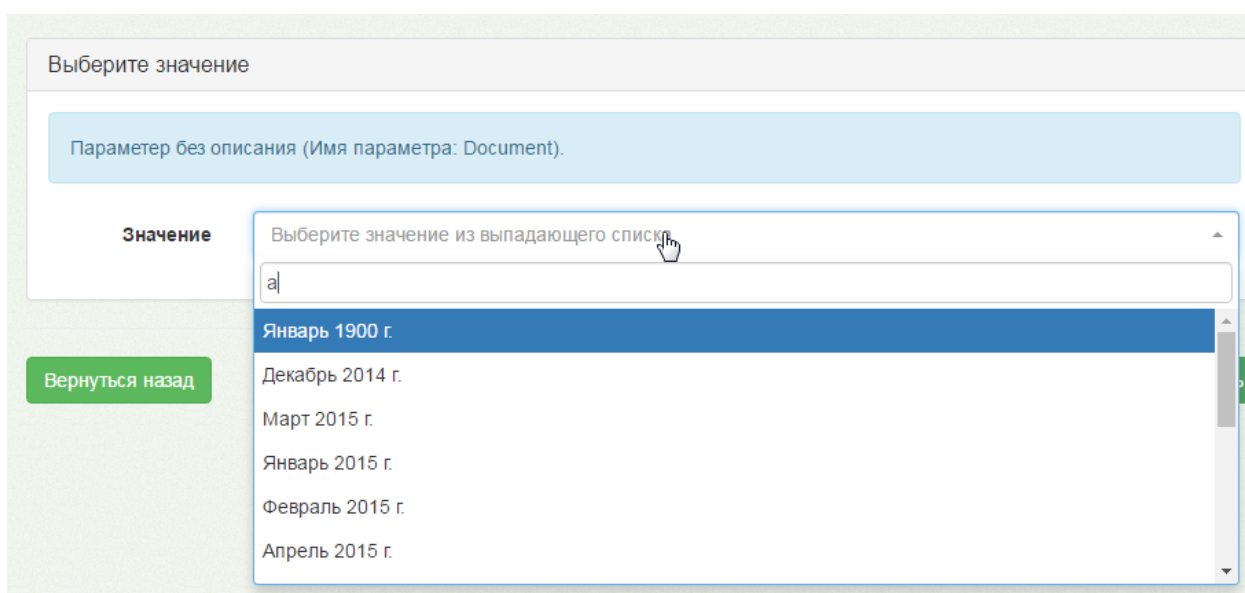 Выберите значение
Параметр без описания (Имя параметра: Document).
Значение
Выберите значение из выпадающего списка
а
Январь 1900 г.
Декабрь 2014 г.
Март 2015 г.
Январь 2015 г.
Февраль 2015 г.
Апрель 2015 г.
Вернуться назад